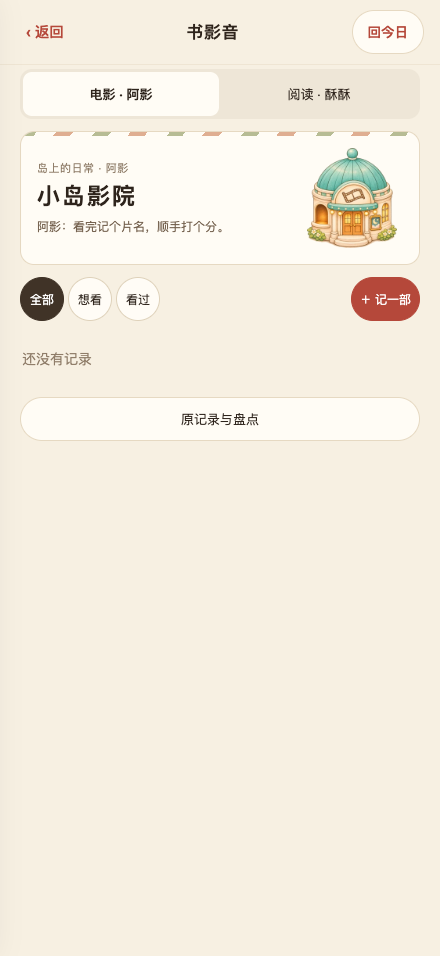 ‹ 返回
书影音
回今日
电影 · 阿影
阅读 · 酥酥
岛上的日常 · 阿影
小岛影院
阿影：看完记个片名，顺手打个分。
全部
想看
看过
+ 记一部
还没有记录
原记录与盘点